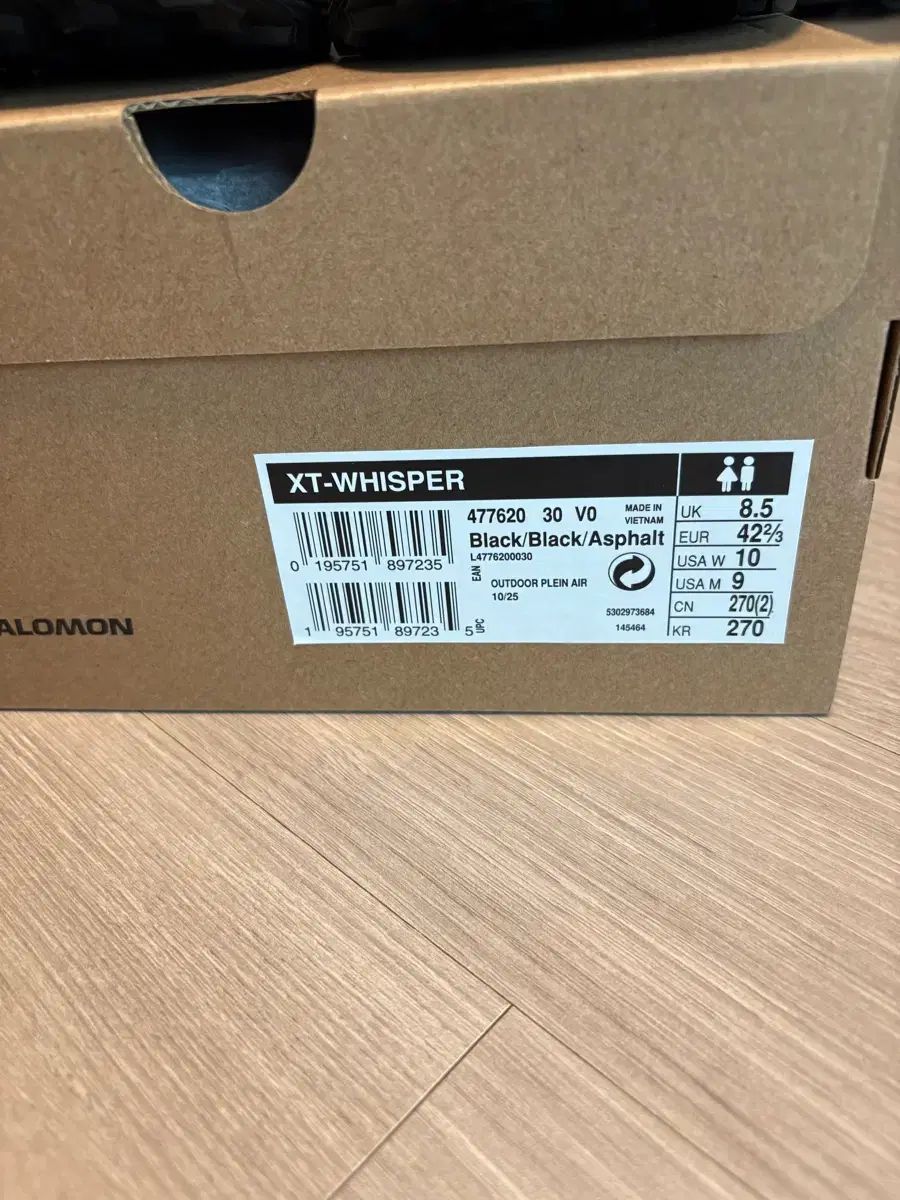 XT-WHISPER
477620 30 V0
MADE IN
VIETNAM
Black/Black/Asphalt
L4776200030
0 195751 897235
EAN
OUTDOOR PLEIN AIR
10/25
5302973684
145464
1 95751 89723 5
UPC
UK 8.5
EUR 42⅔
USA W 10
USA M 9
CN 270(2)
KR 270
ALOMON